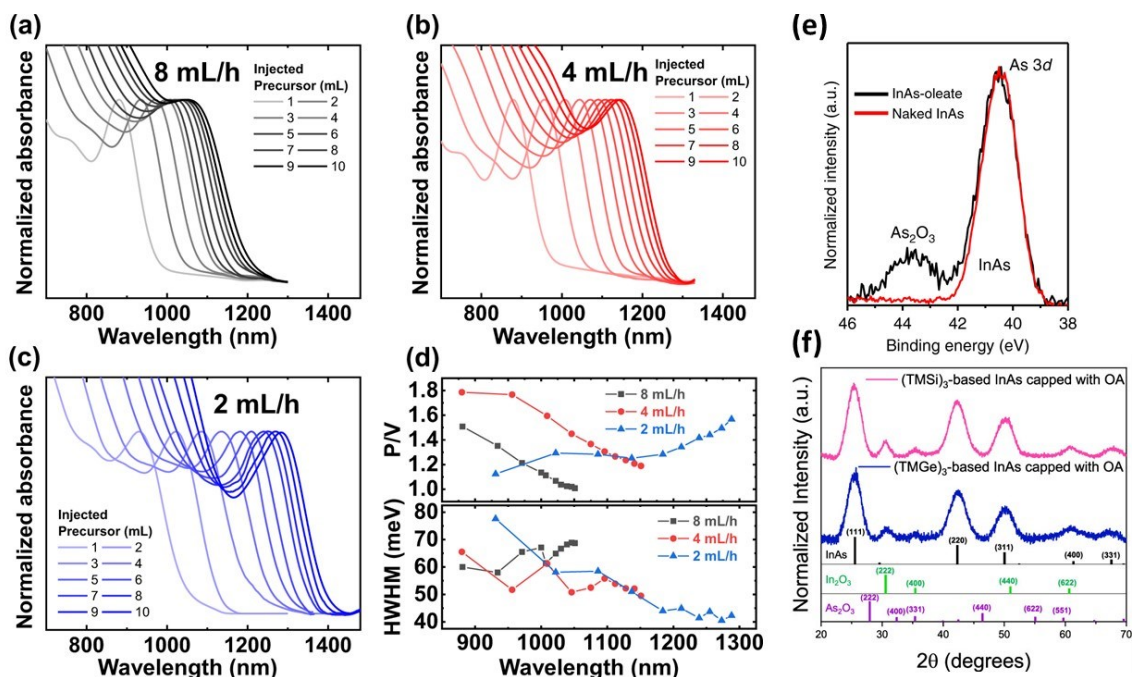 (a)
8 mL/h
Injected
Precursor (mL)
1 2
3 4
5 6
7 8
9 10
Normalized absorbance
800 1000 1200 1400
Wavelength (nm)
(b)
4 mL/h
Injected
Precursor (mL)
1 2
3 4
5 6
7 8
9 10
Normalized absorbance
800 1000 1200 1400
Wavelength (nm)
(c)
2 mL/h
Injected
Precursor (mL)
1 2
3 4
5 6
7 8
9 10
Normalized absorbance
800 1000 1200 1400
Wavelength (nm)
(d)
P/V
1.8
1.6
1.4
1.2
1.0
8 mL/h
4 mL/h
2 mL/h
HWHM (meV)
80
70
60
50
40
8 mL/h
4 mL/h
2 mL/h
900 1000 1100 1200 1300
Wavelength (nm)
(e)
As 3d
InAs-oleate
Naked InAs
As₂O₃
InAs
Normalized intensity (a.u.)
46 44 42 40 38
Binding energy (eV)
(f)
(TMSi)₃-based InAs capped with OA
(TMGe)₃-based InAs capped with OA
Normalized Intensity (a.u.)
InAs
(111) (220) (311) (400) (331)
In₂O₃
(222) (400) (440) (622)
As₂O₃
(222) (400) (331) (440) (622) (551)
20 30 40 50 60 70
2θ (degrees)